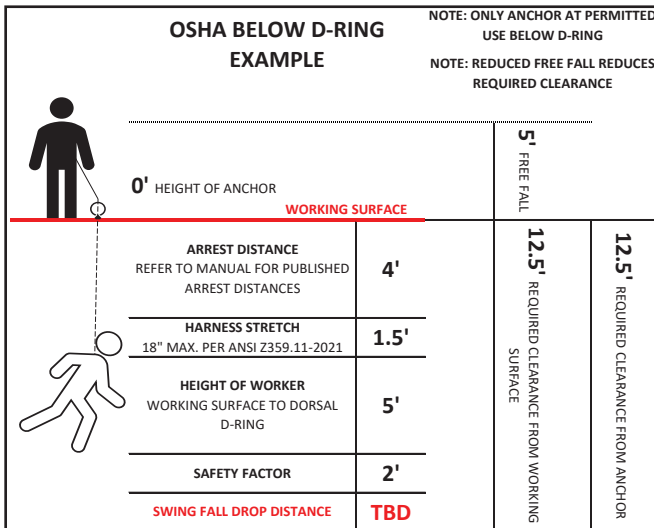 OSHA BELOW D-RING
EXAMPLE
NOTE: ONLY ANCHOR AT PERMITTED
USE BELOW D-RING
NOTE: REDUCED FREE FALL REDUCES
REQUIRED CLEARANCE
0' HEIGHT OF ANCHOR
WORKING SURFACE
5' FREE FALL
ARREST DISTANCE
REFER TO MANUAL FOR PUBLISHED
ARREST DISTANCES
4'
HARNESS STRETCH
18" MAX. PER ANSI Z359.11-2021
1.5'
HEIGHT OF WORKER
WORKING SURFACE TO DORSAL
D-RING
5'
SAFETY FACTOR
2'
SWING FALL DROP DISTANCE
TBD
12.5' REQUIRED CLEARANCE FROM WORKING
SURFACE
12.5' REQUIRED CLEARANCE FROM ANCHOR